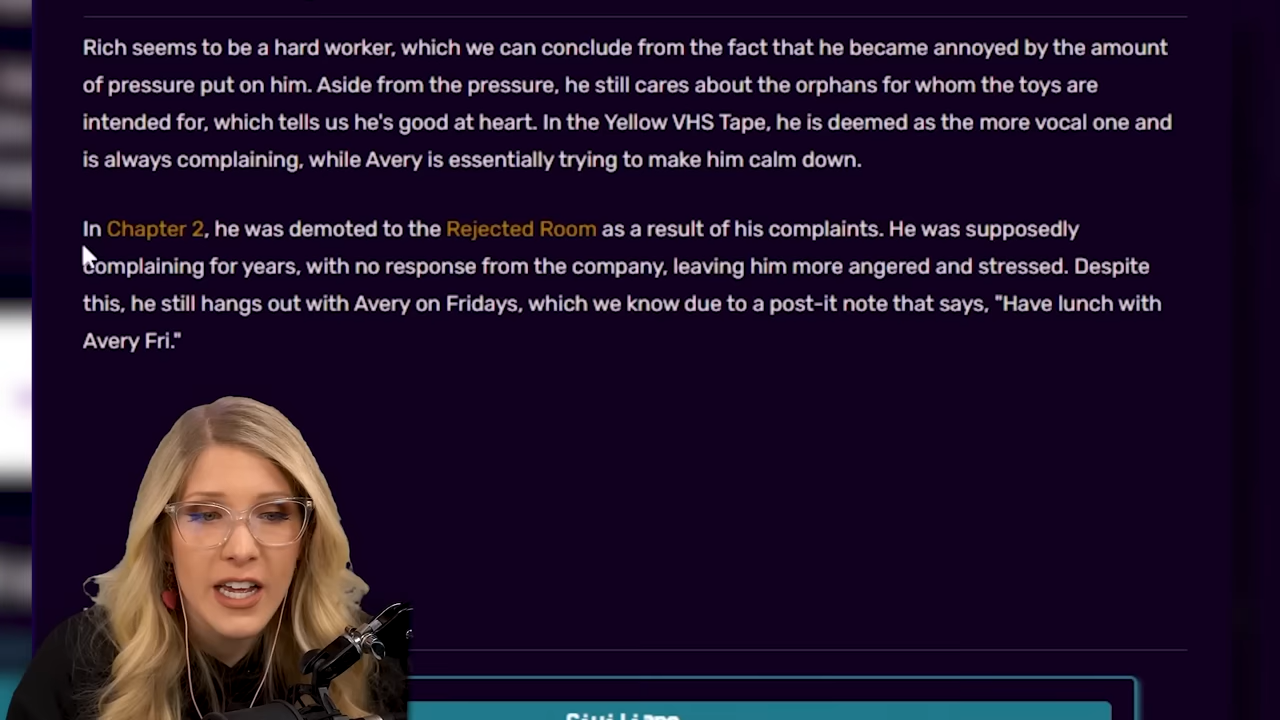 Rich seems to be a hard worker, which we can conclude from the fact that he became annoyed by the amount
of pressure put on him. Aside from the pressure, he still cares about the orphans for whom the toys are
intended for, which tells us he's good at heart. In the Yellow VHS Tape, he is deemed as the more vocal one and
is always complaining, while Avery is essentially trying to make him calm down.
In Chapter 2, he was demoted to the Rejected Room as a result of his complaints. He was supposedly
complaining for years, with no response from the company, leaving him more angered and stressed. Despite
this, he still hangs out with Avery on Fridays, which we know due to a post-it note that says, "Have lunch with
Avery Fri."